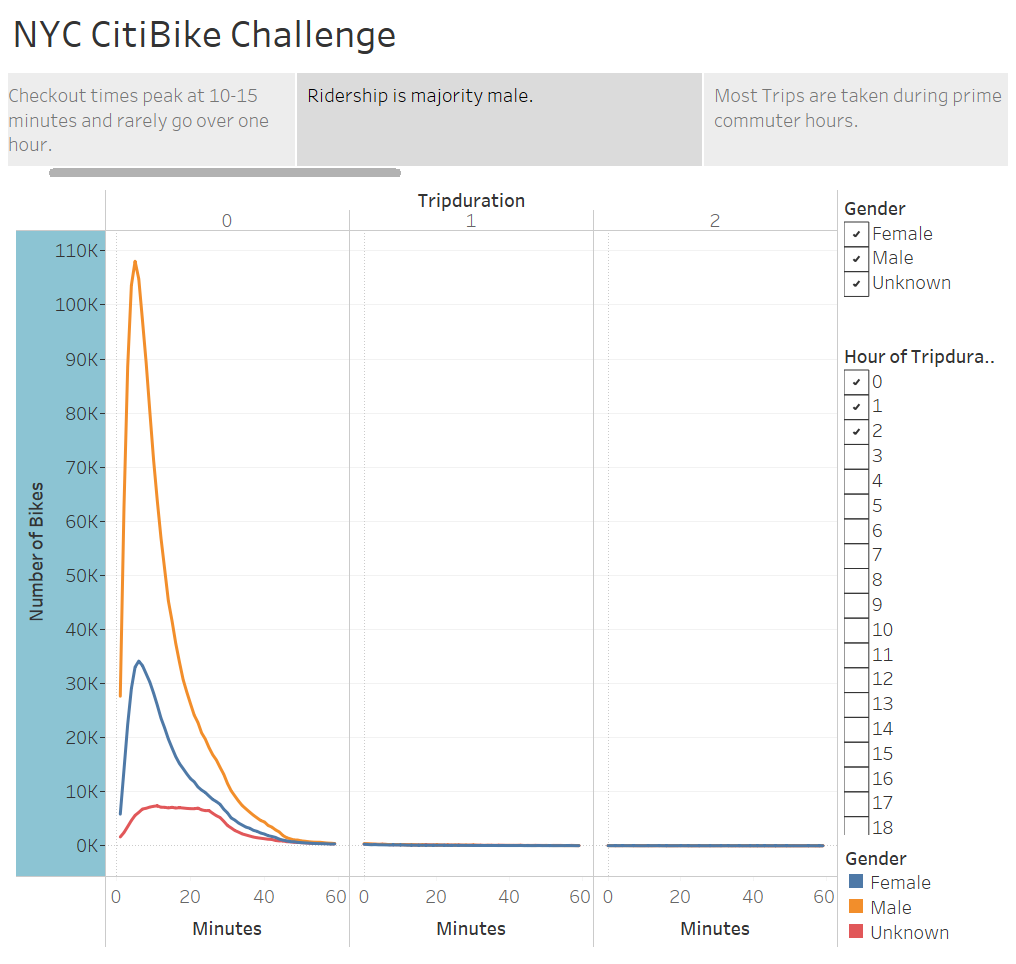 NYC CitiBike Challenge
Checkout times peak at 10-15
minutes and rarely go over one
hour.
Ridership is majority male.
Most Trips are taken during prime
commuter hours.
Tripduration
0 1 2
110K
100K
90K
80K
70K
60K
50K
40K
30K
20K
10K
0K
Number of Bikes
0 20 40 60 0 20 40 60 0 20 40 60
Minutes Minutes Minutes
Gender
Female
Male
Unknown
Hour of Tripdura..
0
1
2
3
4
5
6
7
8
9
10
11
12
13
14
15
16
17
18
Gender
Female
Male
Unknown